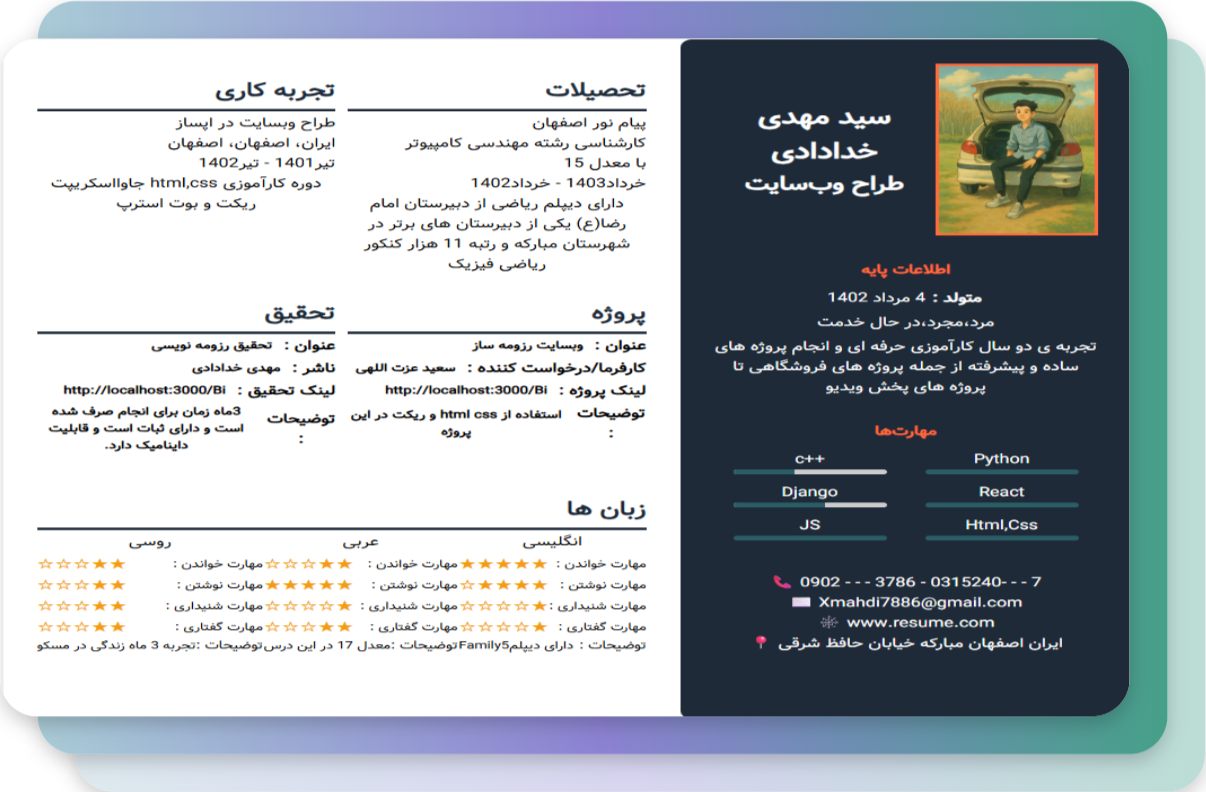 سید مهدی
خدادادی
طراح وب‌سایت
اطلاعات پایه
متولد : 4 مرداد 1402
مرد،مجرد،در حال خدمت
تجربه ی دو سال کارآموزی حرفه ای و انجام پروژه های
ساده و پیشرفته از جمله پروژه های فروشگاهی تا
پروژه های پخش ویدیو
مهارت‌ها
Python
c++
React
Django
Html,Css
JS
0902 - - - 3786 - 0315240- - - 7
Xmahdi7886@gmail.com
www.resume.com
ایران اصفهان مبارکه خیابان حافظ شرقی
تحصیلات
پیام نور اصفهان
کارشناسی رشته مهندسی کامپیوتر
با معدل 15
خرداد1403 - خرداد1402
دارای دیپلم ریاضی از دبیرستان امام
رضا(ع) یکی از دبیرستان های برتر در
شهرستان مبارکه و رتبه 11 هزار کنکور
ریاضی فیزیک
تجربه کاری
طراح وبسایت در اپساز
ایران، اصفهان، اصفهان
تیر1401 - تیر1402
دوره کارآموزی html,css جاوااسکریپت
ریکت و بوت استرپ
پروژه
عنوان : وبسایت رزومه ساز
کارفرما/درخواست کننده : سعید عزت اللهی
لینک پروژه : http://localhost:3000/Bi
توضیحات : استفاده از html css و ریکت در این
پروژه
تحقیق
عنوان : تحقیق رزومه نویسی
ناشر : مهدی خدادادی
لینک تحقیق : http://localhost:3000/Bi
توضیحات : 3ماه زمان برای انجام صرف شده
است و دارای ثبات است و قابلیت
داینامیک دارد.
زبان ها
انگلیسی
مهارت خواندن : ★★★★★
مهارت نوشتن : ☆★★★★
مهارت شنیداری : ☆☆☆☆★
مهارت گفتاری : ☆☆☆☆★
توضیحات : دارای دیپلمFamily5
عربی
مهارت خواندن : ☆☆☆★★
مهارت نوشتن : ★★★★★
مهارت شنیداری : ☆☆☆☆★
مهارت گفتاری : ☆☆☆★★
توضیحات :معدل 17 در این درس
روسی
مهارت خواندن : ☆☆☆★★
مهارت نوشتن : ☆☆☆★★
مهارت شنیداری : ☆☆☆★★
مهارت گفتاری : ☆☆☆★★
توضیحات :تجربه 3 ماه زندگی در مسکو